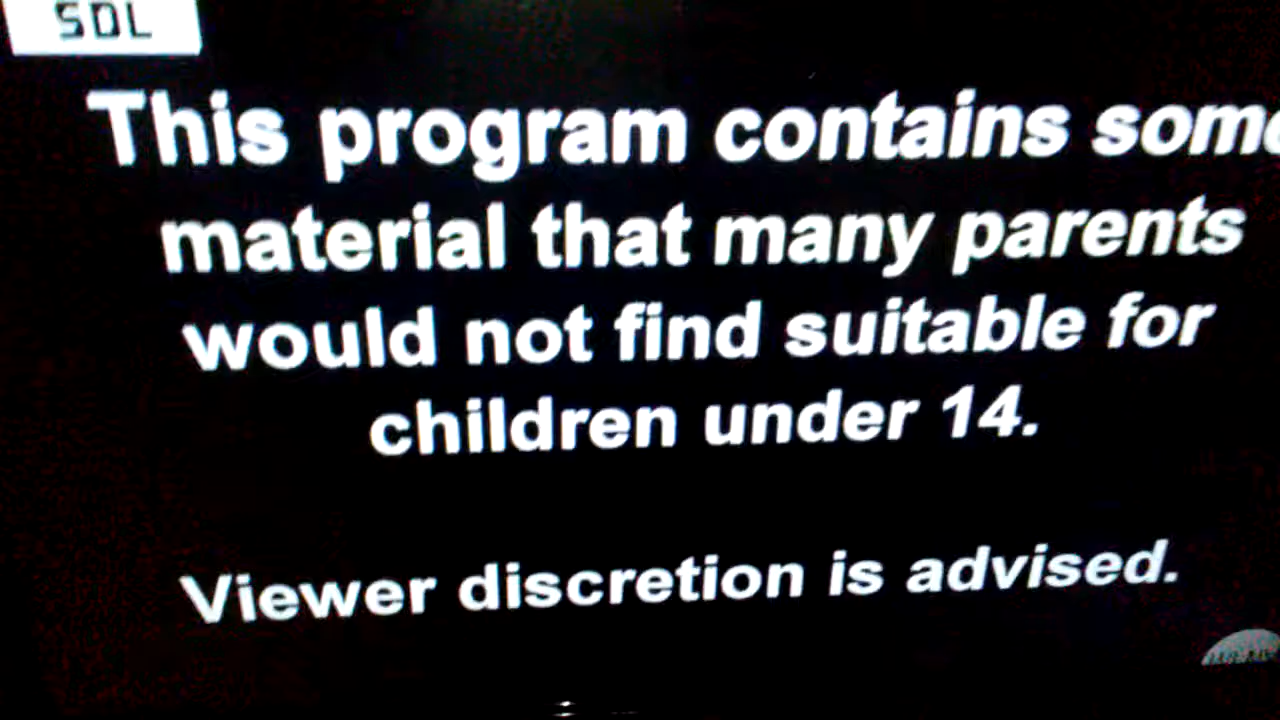 SDL
This program contains some
material that many parents
would not find suitable for
children under 14.
Viewer discretion is advised.